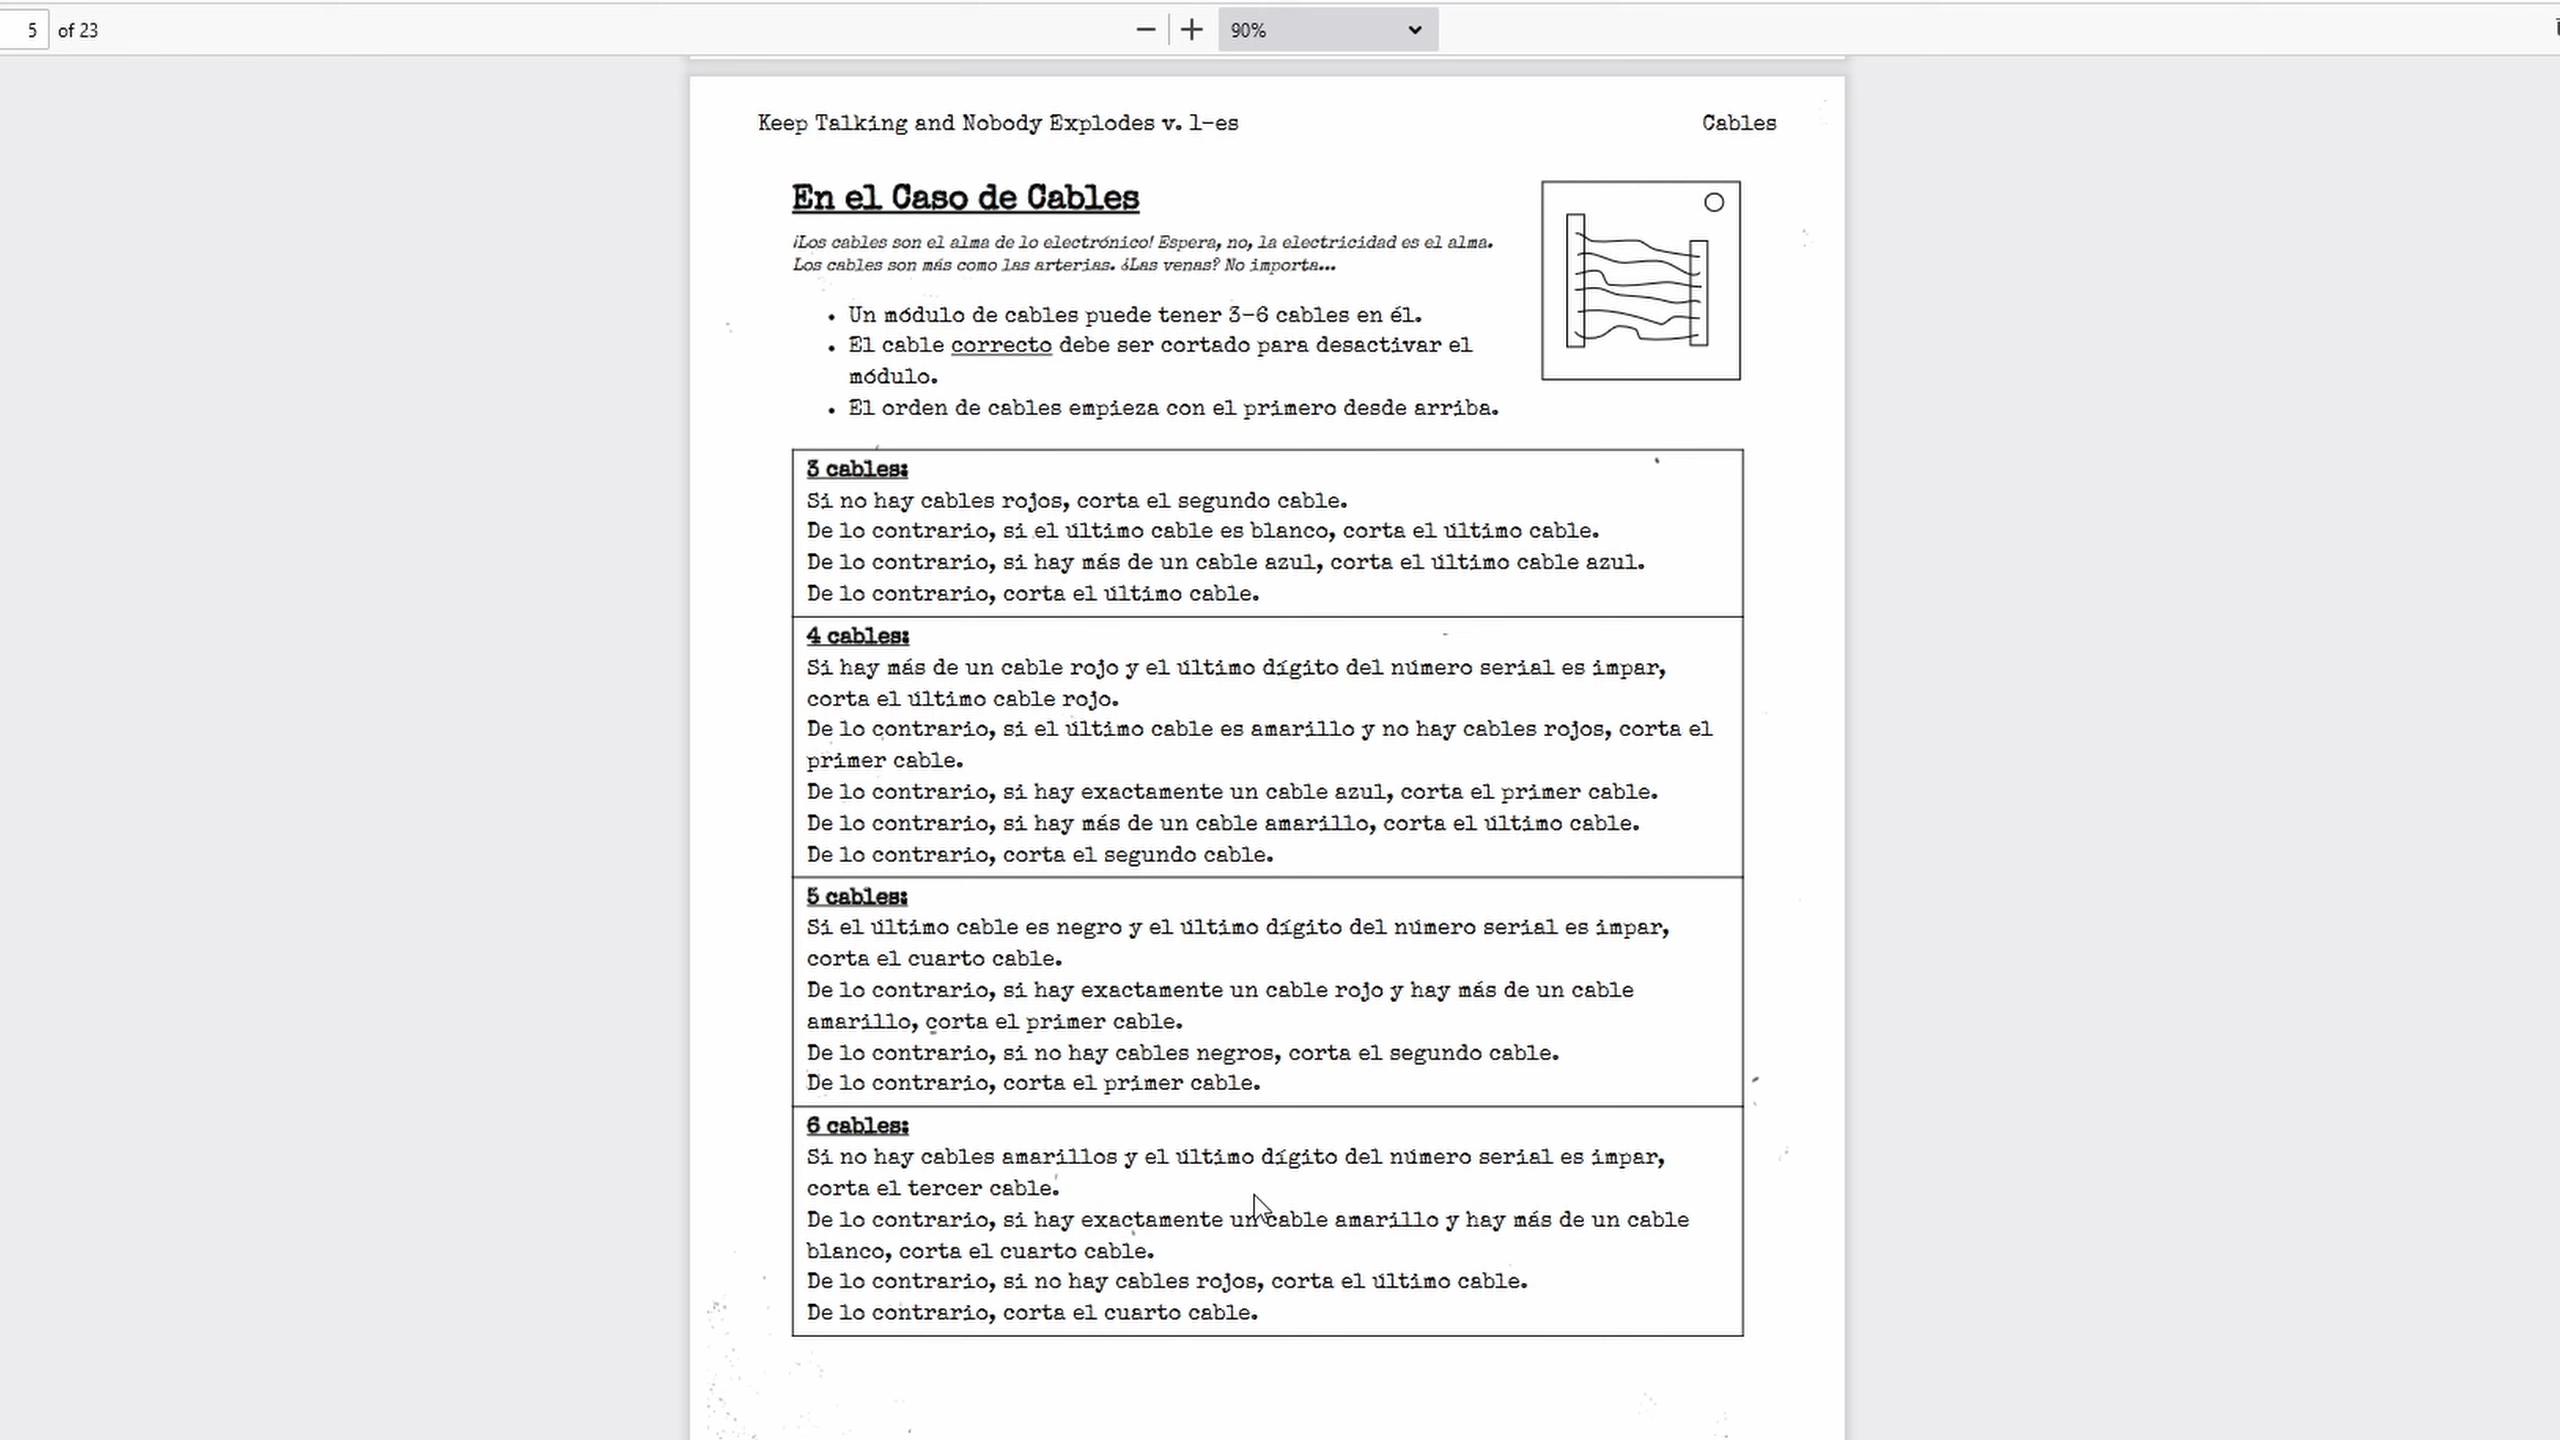 5 of 23
90%
Keep Talking and Nobody Explodes v. 1-es
Cables
En el Caso de Cables
¡Los cables son el alma de lo electrónico! Espera, no, la electricidad es el alma.
Los cables son más como las arterias. ¿Las venas? No importa...
• Un módulo de cables puede tener 3-6 cables en él.
• El cable correcto debe ser cortado para desactivar el
módulo.
• El orden de cables empieza con el primero desde arriba.
3 cables:
Si no hay cables rojos, corta el segundo cable.
De lo contrario, si el último cable es blanco, corta el último cable.
De lo contrario, si hay más de un cable azul, corta el último cable azul.
De lo contrario, corta el último cable.
4 cables:
Si hay más de un cable rojo y el último dígito del número serial es impar,
corta el último cable rojo.
De lo contrario, si el último cable es amarillo y no hay cables rojos, corta el
primer cable.
De lo contrario, si hay exactamente un cable azul, corta el primer cable.
De lo contrario, si hay más de un cable amarillo, corta el último cable.
De lo contrario, corta el segundo cable.
5 cables:
Si el último cable es negro y el último dígito del número serial es impar,
corta el cuarto cable.
De lo contrario, si hay exactamente un cable rojo y hay más de un cable
amarillo, corta el primer cable.
De lo contrario, si no hay cables negros, corta el segundo cable.
De lo contrario, corta el primer cable.
6 cables:
Si no hay cables amarillos y el último dígito del número serial es impar,
corta el tercer cable.
De lo contrario, si hay exactamente un cable amarillo y hay más de un cable
blanco, corta el cuarto cable.
De lo contrario, si no hay cables rojos, corta el último cable.
De lo contrario, corta el cuarto cable.